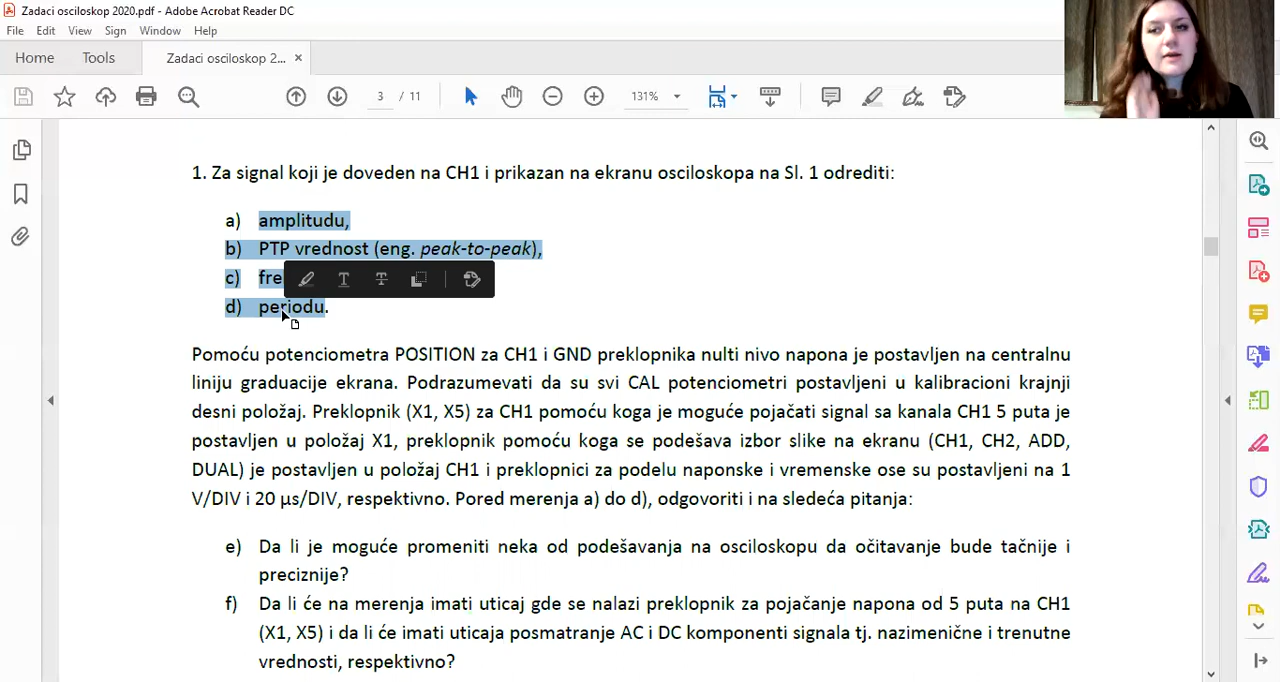 Zadaci osciloskop 2020.pdf - Adobe Acrobat Reader DC
File Edit View Sign Window Help
Home Tools Zadaci osciloskop 2... ×
3 / 11 131%
1. Za signal koji je doveden na CH1 i prikazan na ekranu osciloskopa na Sl. 1 odrediti:
a) amplitudu,
b) PTP vrednost (eng. peak-to-peak),
c) fre
d) periodu.
Pomoću potenciometra POSITION za CH1 i GND preklopnika nulti nivo napona je postavljen na centralnu
liniju graduacije ekrana. Podrazumevati da su svi CAL potenciometri postavljeni u kalibracioni krajnji
desni položaj. Preklopnik (X1, X5) za CH1 pomoću koga je moguće pojačati signal sa kanala CH1 5 puta je
postavljen u položaj X1, preklopnik pomoću koga se podešava izbor slike na ekranu (CH1, CH2, ADD,
DUAL) je postavljen u položaj CH1 i preklopnici za podelu naponske i vremenske ose su postavljeni na 1
V/DIV i 20 µs/DIV, respektivno. Pored merenja a) do d), odgovoriti i na sledeća pitanja:
e) Da li je moguće promeniti neka od podešavanja na osciloskopu da očitavanje bude tačnije i
preciznije?
f) Da li će na merenja imati uticaj gde se nalazi preklopnik za pojačanje napona od 5 puta na CH1
(X1, X5) i da li će imati uticaja posmatranje AC i DC komponenti signala tj. nazimenične i trenutne
vrednosti, respektivno?